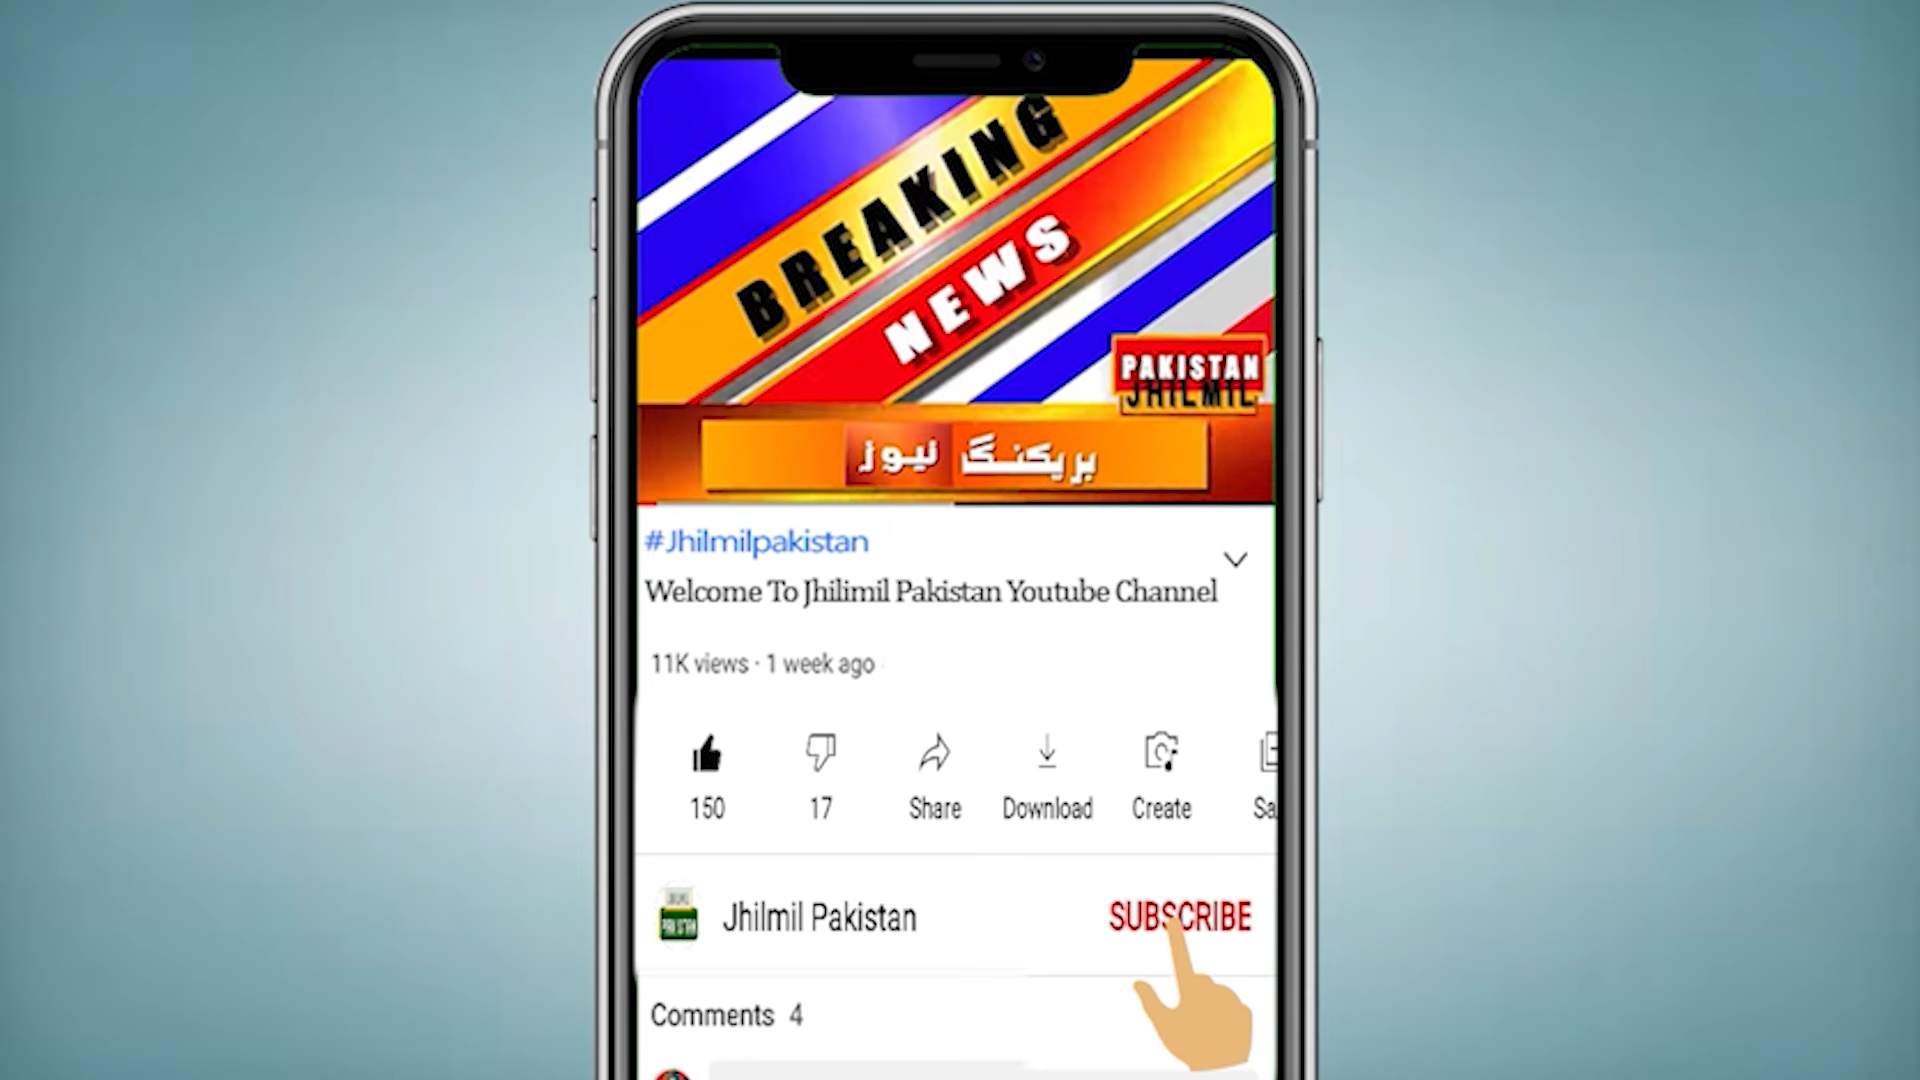 BREAKING
NEWS
PAKISTAN
JHILMIL
بریکنگ نیوز
#Jhilmilpakistan
Welcome To Jhilimil Pakistan Youtube Channel
11K views · 1 week ago
150
17
Share
Download
Create
Sa
Jhilmil Pakistan
SUBSCRIBE
Comments 4